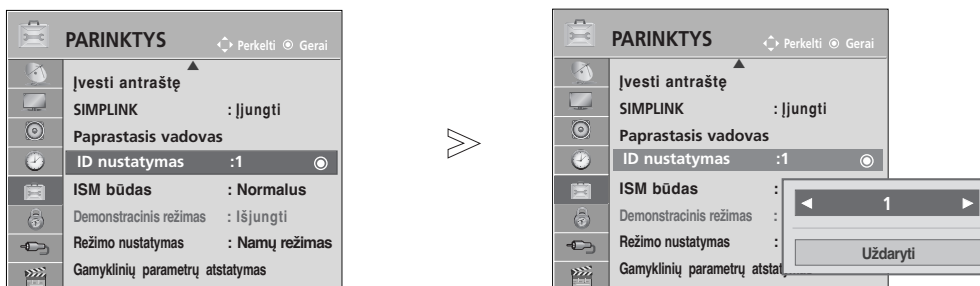 PARINKTYS Perkelti Gerai
Įvesti antraštę
SIMPLINK : Įjungti
Paprastasis vadovas
ID nustatymas :1
ISM būdas : Normalus
Demonstracinis režimas : Išjungti
Režimo nustatymas : Namų režimas
Gamyklinių parametrų atstatymas
PARINKTYS Perkelti Gerai
Įvesti antraštę
SIMPLINK : Įjungti
Paprastasis vadovas
ID nustatymas :1
ISM būdas :
Demonstracinis režimas :
Režimo nustatymas :
Gamyklinių parametrų
1
Uždaryti